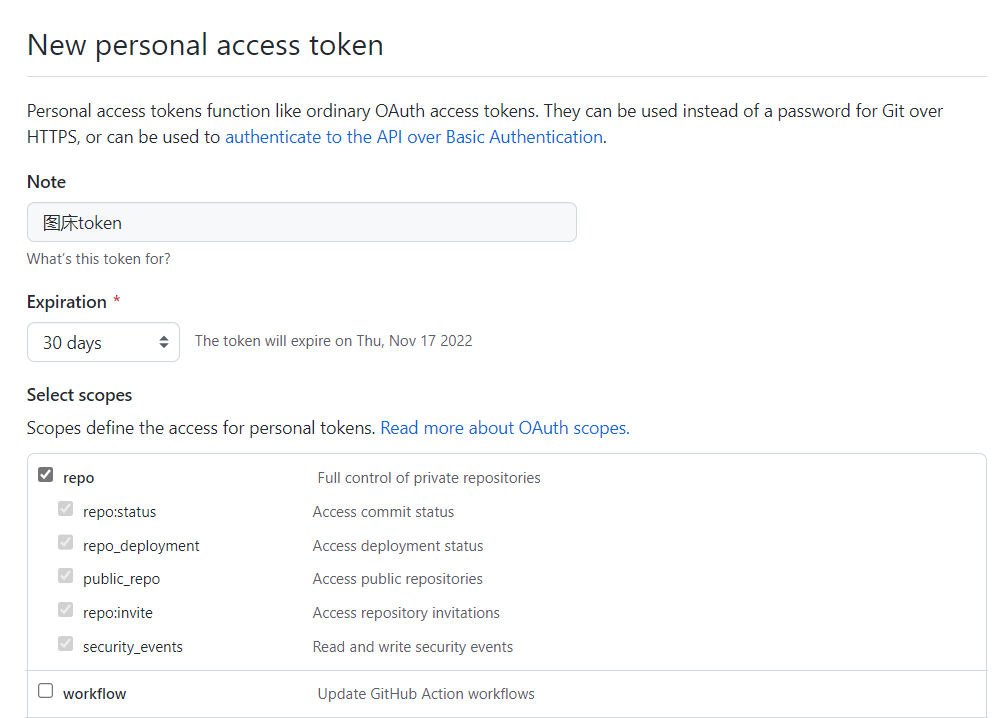 New personal access token
Personal access tokens function like ordinary OAuth access tokens. They can be used instead of a password for Git over
HTTPS, or can be used to authenticate to the API over Basic Authentication.
Note
图床token
What's this token for?
Expiration *
30 days The token will expire on Thu, Nov 17 2022
Select scopes
Scopes define the access for personal tokens. Read more about OAuth scopes.
repo Full control of private repositories
repo:status Access commit status
repo_deployment Access deployment status
public_repo Access public repositories
repo:invite Access repository invitations
security_events Read and write security events
workflow Update GitHub Action workflows